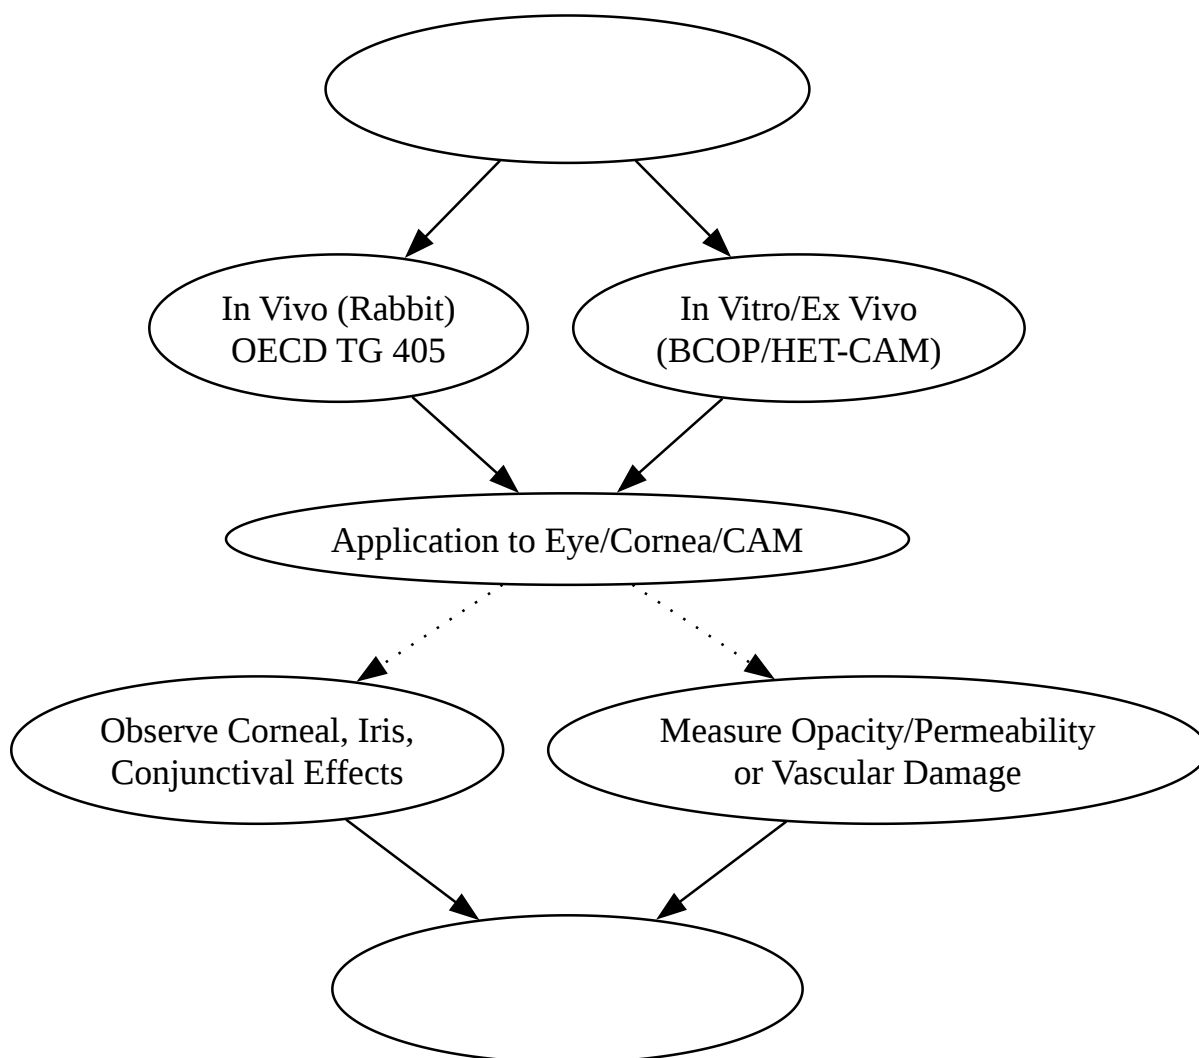 In Vivo (Rabbit)
OECD TG 405
In Vitro/Ex Vivo
(BCOP/HET-CAM)
Application to Eye/Cornea/CAM
Observe Corneal, Iris,
Conjunctival Effects
Measure Opacity/Permeability
or Vascular Damage